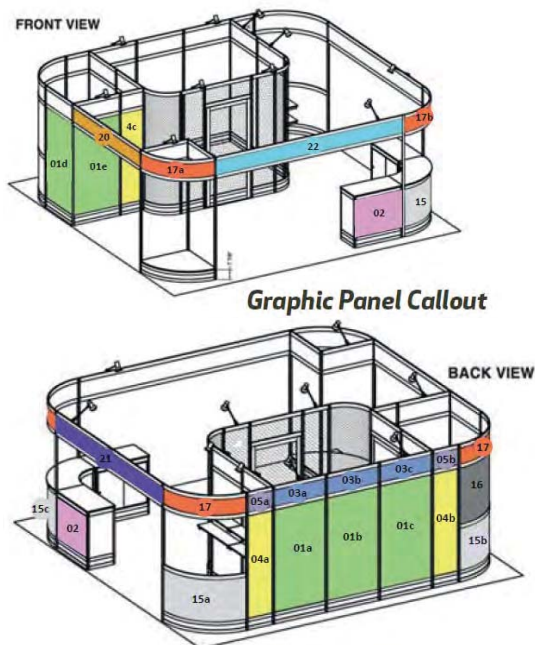 FRONT VIEW
17b
4c
20
22
01d
01e
17a
02
15
Graphic Panel Callout
BACK VIEW
21
17
05b
03c
03b
17
05a
03a
16
15c
02
01c
04b
01b
01a
04a
15b
15a